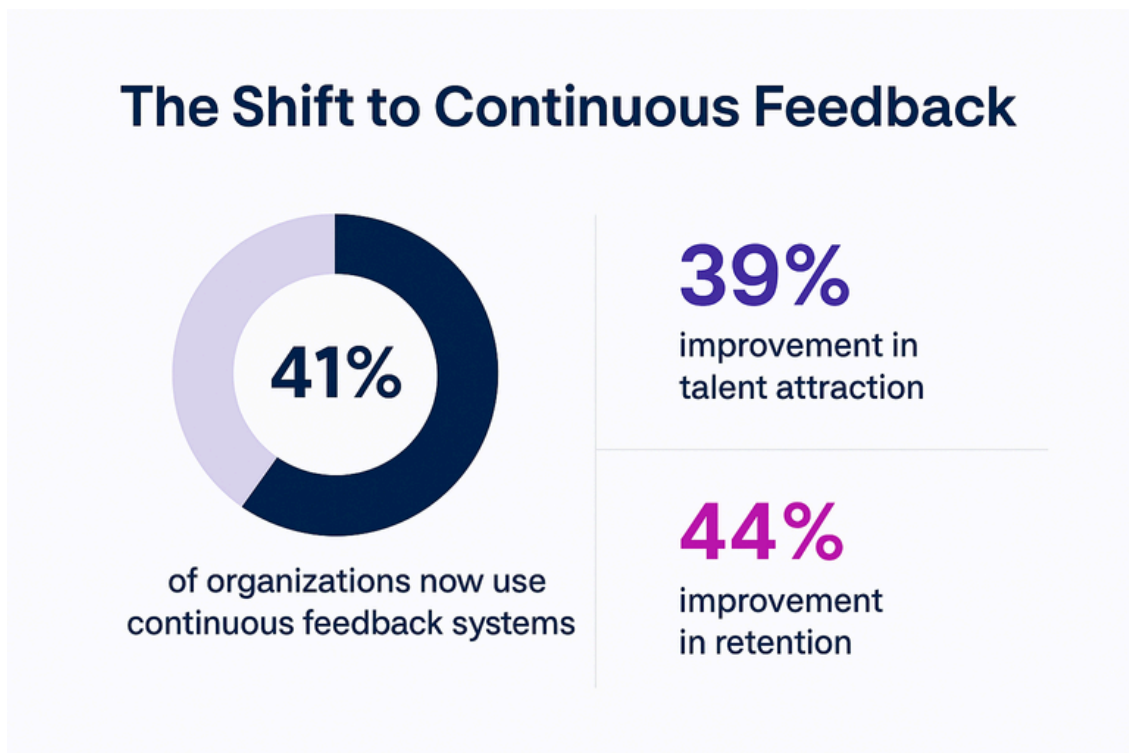 The Shift to Continuous Feedback
41%
of organizations now use
continuous feedback systems
39%
improvement in
talent attraction
44%
improvement
in retention